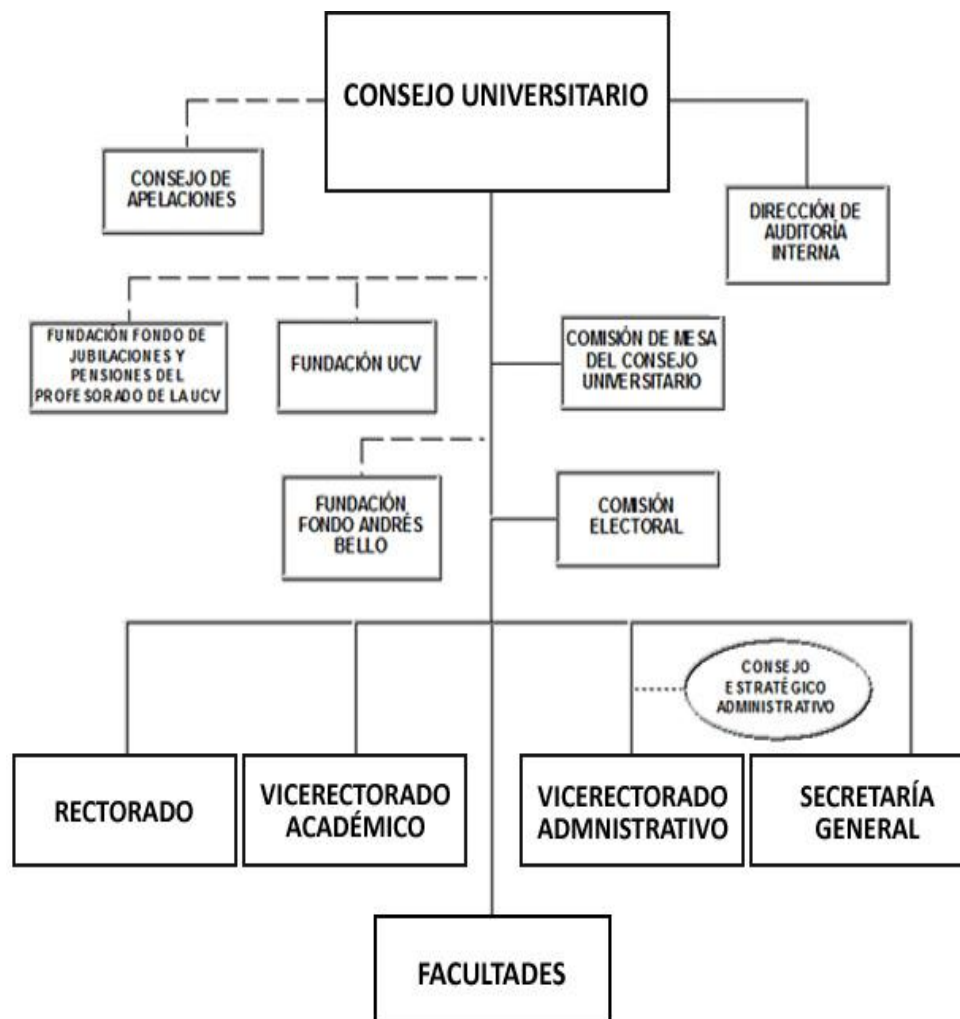 CONSEJO UNIVERSITARIO
CONSEJO DE
APELACIONES
DIRECCIÓN DE
AUDITORÍA
INTERNA
FUNDACIÓN FONDO DE
JUBILACIONES Y
PENSIONES DEL
PROFESORADO DE LA UCV
FUNDACIÓN UCV
COMISIÓN DE MESA
DEL CONSEJO
UNIVERSITARIO
FUNDACIÓN
FONDO ANDRÉS
BELLO
COMISIÓN
ELECTORAL
CONSEJO
ESTRATÉGICO
ADMINISTRATIVO
RECTORADO
VICERECTORADO
ACADÉMICO
VICERECTORADO
ADMNISTRATIVO
SECRETARÍA
GENERAL
FACULTADES